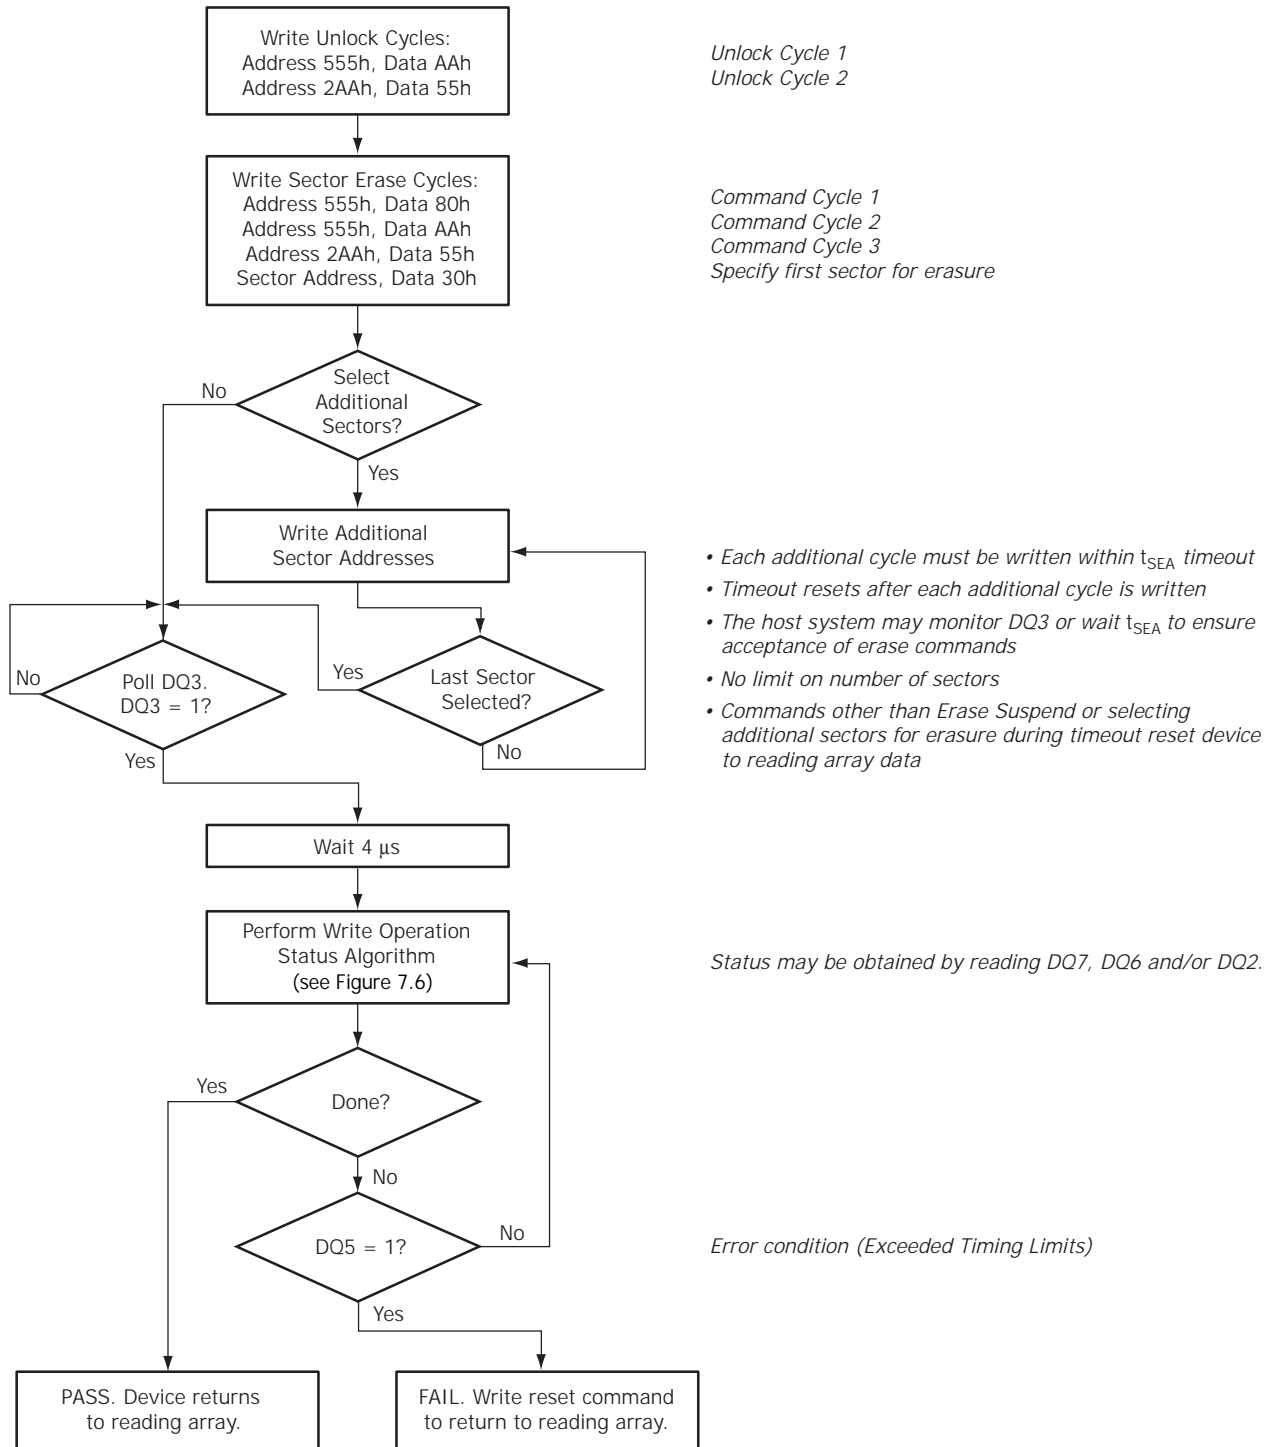 Write Unlock Cycles:
Address 555h, Data AAh
Address 2AAh, Data 55h
Unlock Cycle 1
Unlock Cycle 2
Write Sector Erase Cycles:
Address 555h, Data 80h
Address 555h, Data AAh
Address 2AAh, Data 55h
Sector Address, Data 30h
Command Cycle 1
Command Cycle 2
Command Cycle 3
Specify first sector for erasure
Select
Additional
Sectors?
No
Yes
Write Additional
Sector Addresses
• Each additional cycle must be written within tSEA timeout
• Timeout resets after each additional cycle is written
• The host system may monitor DQ3 or wait tSEA to ensure
acceptance of erase commands
• No limit on number of sectors
• Commands other than Erase Suspend or selecting
additional sectors for erasure during timeout reset device
to reading array data
No
Poll DQ3.
DQ3 = 1?
Yes
Yes
Last Sector
Selected?
No
Wait 4 μs
Perform Write Operation
Status Algorithm
(see Figure 7.6)
Status may be obtained by reading DQ7, DQ6 and/or DQ2.
Yes
Done?
No
DQ5 = 1?
No
Error condition (Exceeded Timing Limits)
Yes
PASS. Device returns
to reading array.
FAIL. Write reset command
to return to reading array.